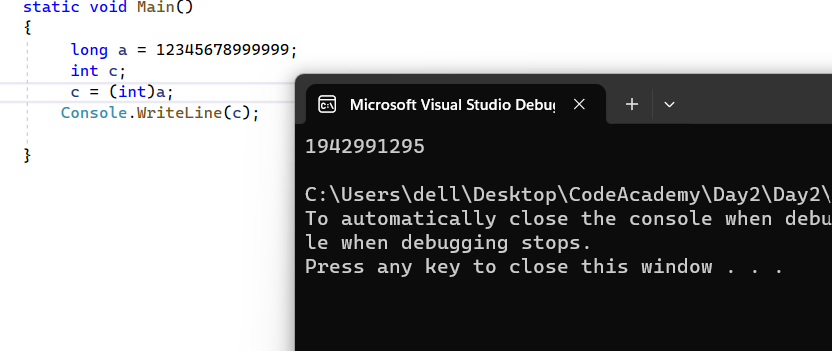 static void Main()
{
long a = 12345678999999;
int c;
c = (int)a;
Console.WriteLine(c);
}
Microsoft Visual Studio Debu
1942991295
C:\Users\dell\Desktop\CodeAcademy\Day2\Day2\
To automatically close the console when debu
le when debugging stops.
Press any key to close this window . . .